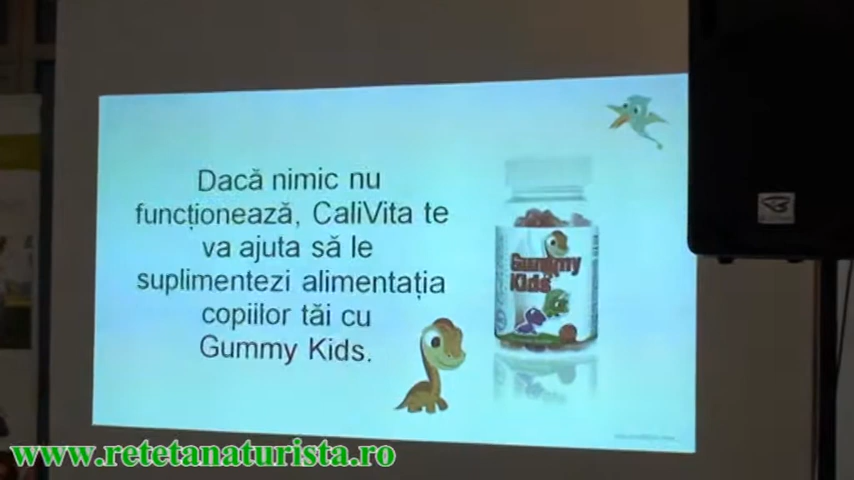 Dacă nimic nu
funcționează, CaliVita te
va ajuta să le
suplimentezi alimentația
copiilor tăi cu
Gummy Kids.
Gummy
Kids
www.retetanaturista.ro